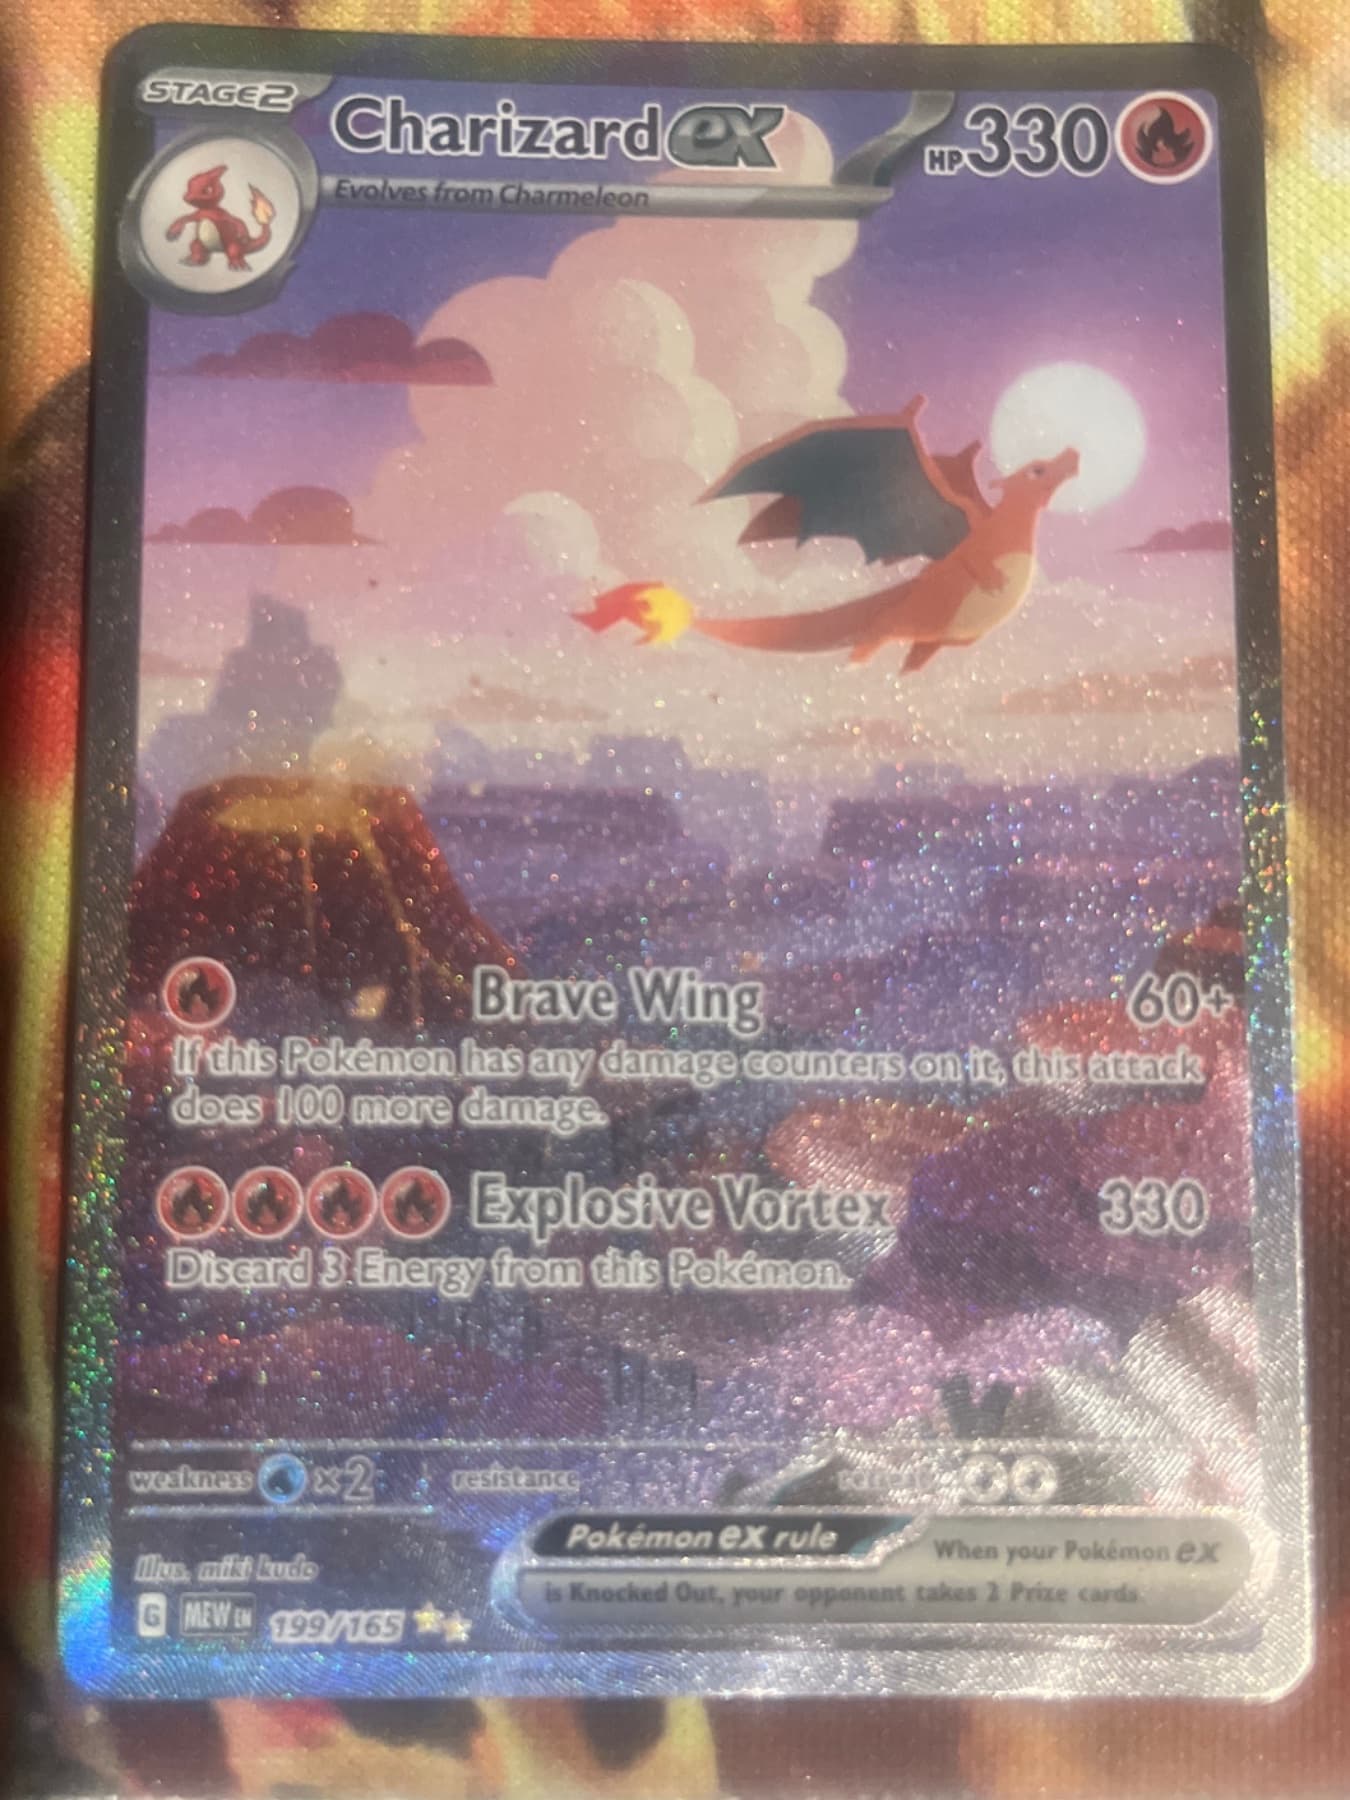 STAGE2
Charizard ex HP330
Evolves from Charmeleon
Brave Wing 60+
If this Pokémon has any damage counters on it, this attack
does 100 more damage.
Explosive Vortex 330
Discard 3 Energy from this Pokémon.
weakness ×2 resistance retreat
Pokémon ex rule When your Pokémon ex
is Knocked Out, your opponent takes 2 Prize cards.
Illus. miki kudo
G MEW EN 199/165